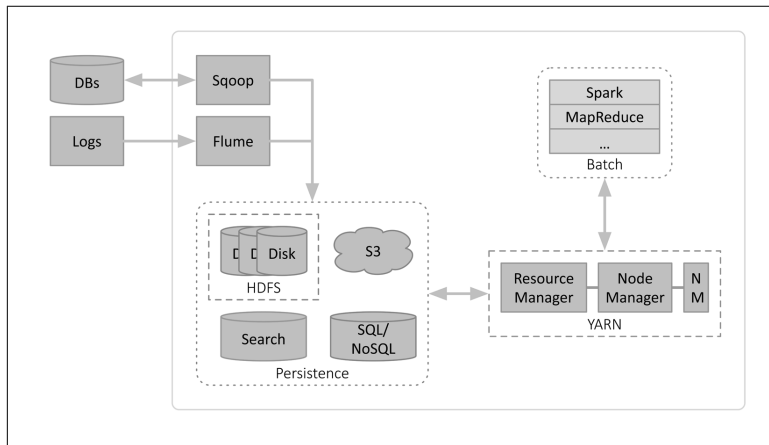 DBs
Sqoop
Logs
Flume
Spark
MapReduce
...
Batch
D
D
Disk
HDFS
S3
Search
SQL/
NoSQL
Persistence
Resource
Manager
Node
Manager
N
M
YARN